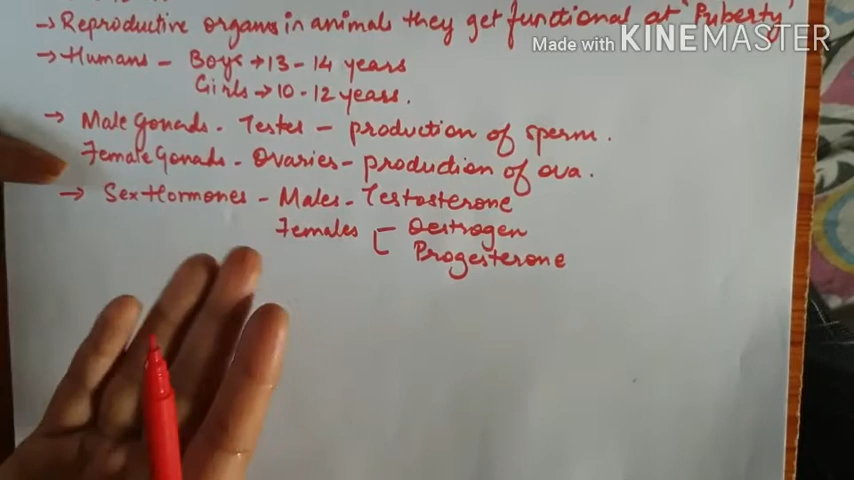 → Reproductive organs in animals they get functional at 'Puberty'
Made with KINEMASTER
→ Humans - Boys → 13 - 14 years
Girls → 10 - 12 years.
→ Male Gonads - Testes - production of sperm.
Female Gonads - Ovaries - production of ova.
→ Sex Hormones - Males - Testosterone
Females [ Oestrogen
Progesterone